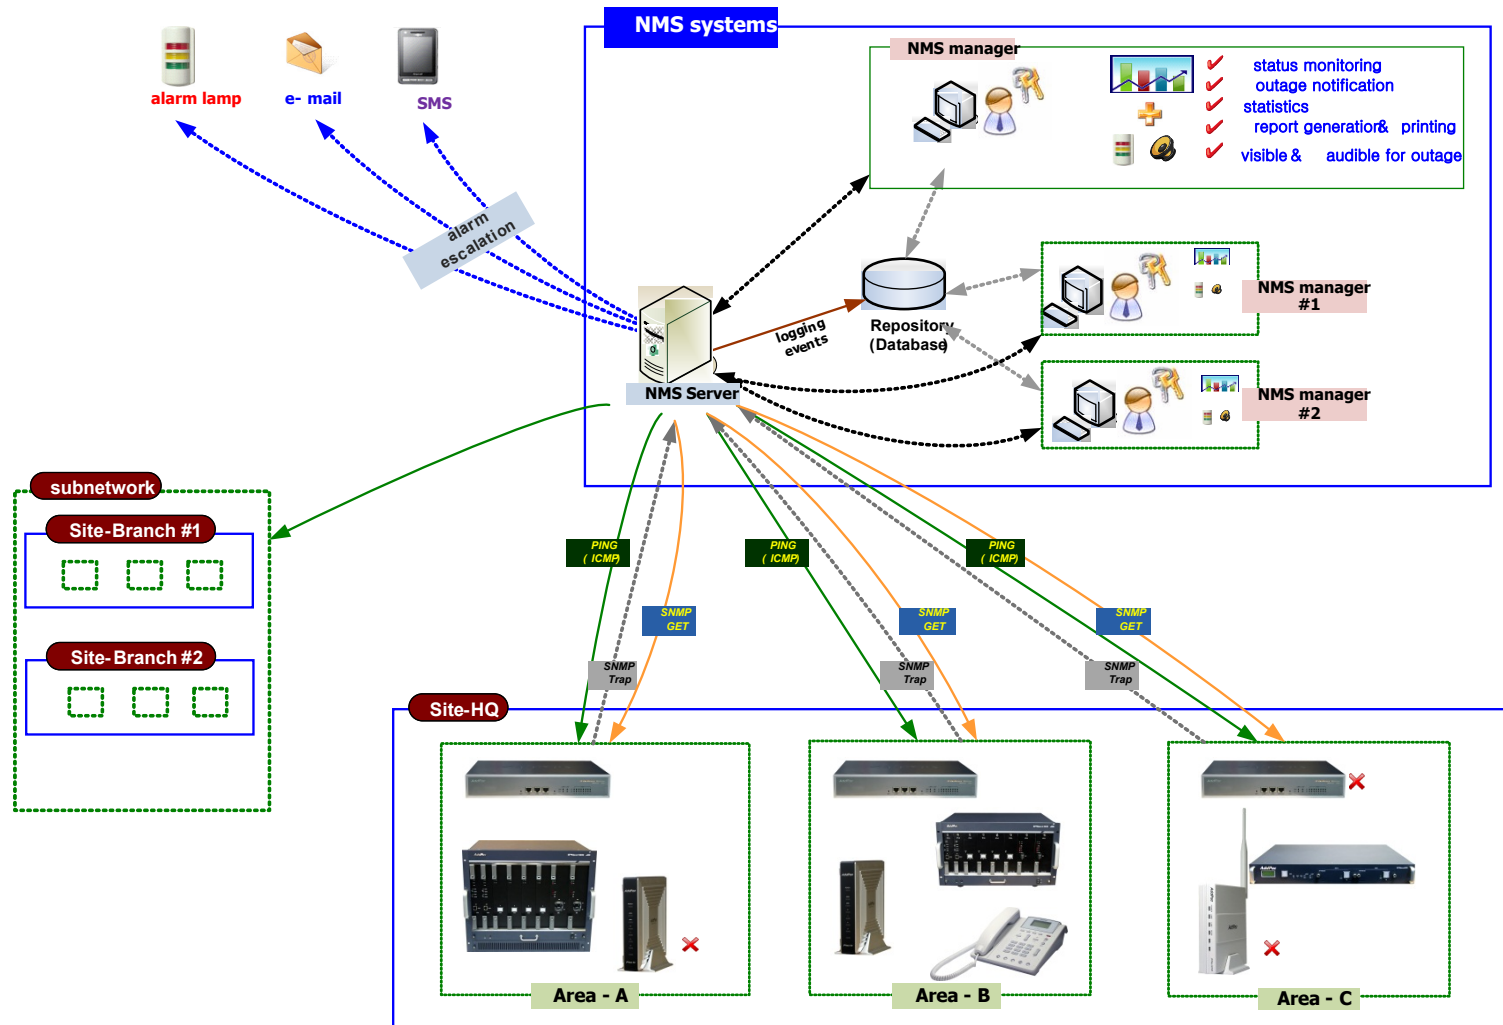 NMS systems
NMS manager
status monitoring
outage notification
statistics
report generation& printing
visible & audible for outage
alarm lamp
e- mail
SMS
alarm
escalation
NMS manager
#1
Repository
(Database)
logging
events
NMS Server
NMS manager
#2
subnetwork
Site-Branch #1
Site-Branch #2
PING
( ICMP)
PING
( ICMP)
PING
( ICMP)
SNMP
GET
SNMP
GET
SNMP
GET
SNMP
Trap
SNMP
Trap
SNMP
Trap
Site-HQ
Area - A
Area - B
Area - C